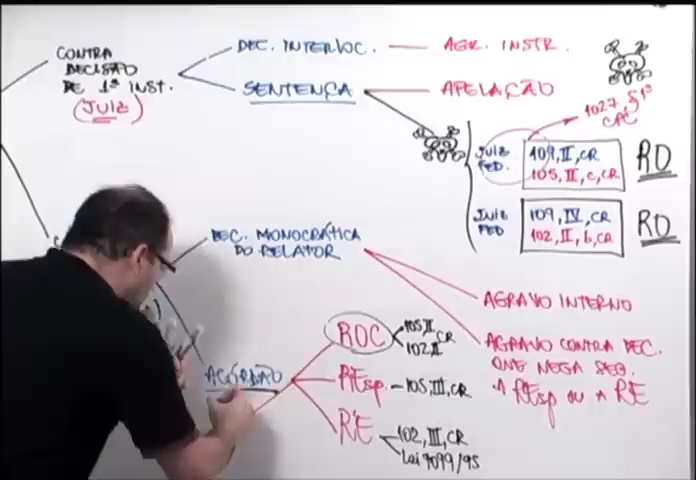 CONTRA
DECISÃO
DE 1ª INST.
(JUIZ)
DEC. INTERLOC.
AGR. INSTR.
SENTENÇA
APELAÇÃO
1027, §1º
CPC
JUIZ
FED.
109, II, CR
105, II, c, CR
RO
JUIZ
FED
109, IV, CR
102, II, b, CR
RO
DEC. MONOCRÁTICA
DO RELATOR
AGRAVO INTERNO
AGRAVO CONTRA DEC.
QUE NEGA SEG.
A REsp OU A RE
ACÓRDÃO
ROC
105, II
102, II
CR
REsp.
105, III, CR
RE
102, III, CR
Lei 9099/95